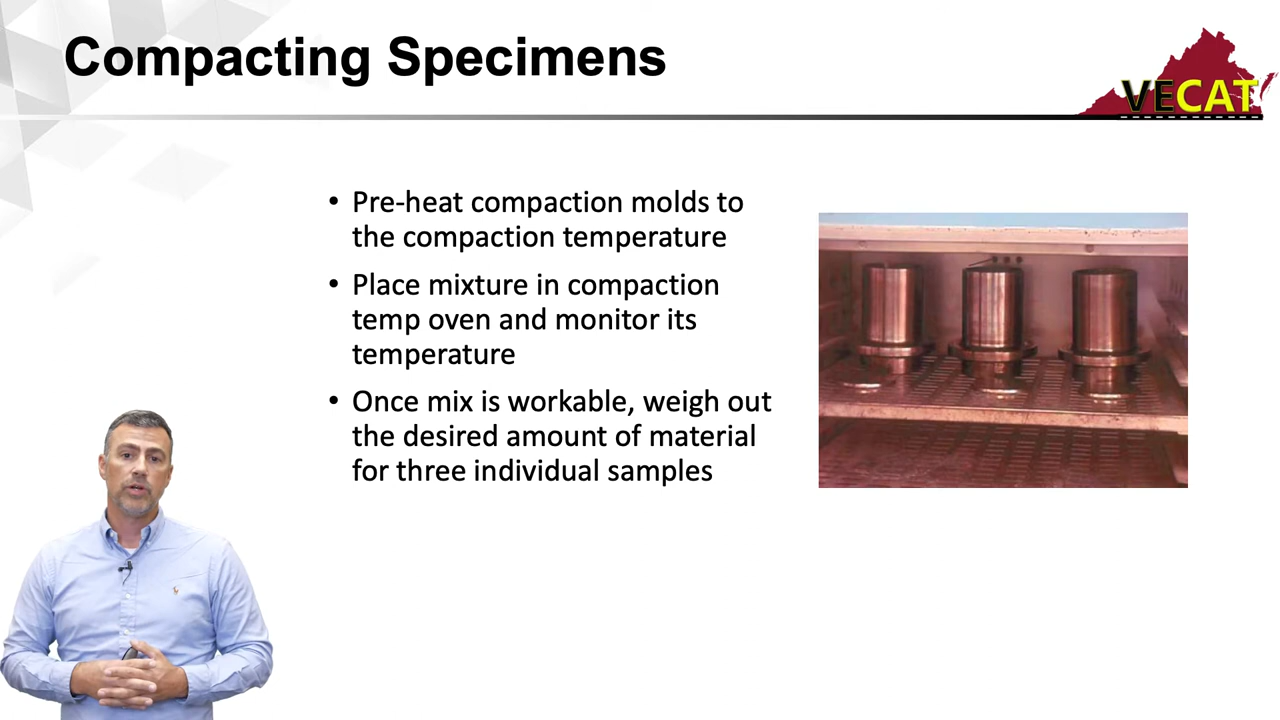 Compacting Specimens
VECAT
• Pre-heat compaction molds to
the compaction temperature
• Place mixture in compaction
temp oven and monitor its
temperature
• Once mix is workable, weigh out
the desired amount of material
for three individual samples